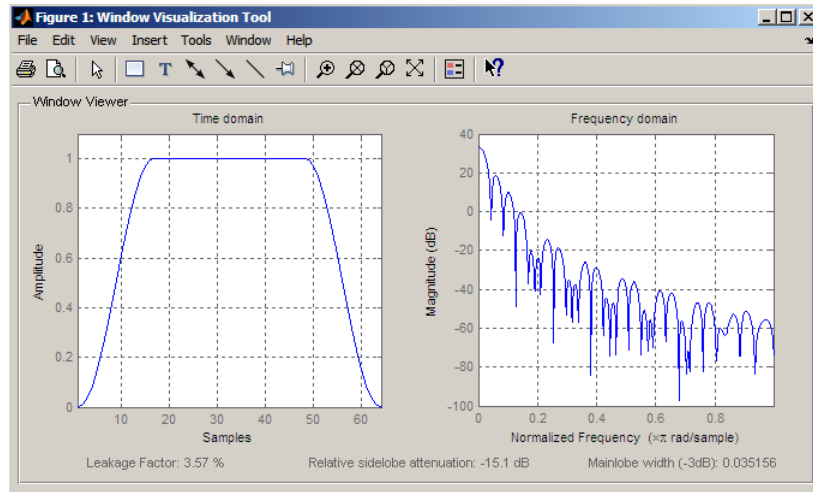 Figure 1: Window Visualization Tool
File Edit View Insert Tools Window Help
T
?
Window Viewer
Time domain
Amplitude
1
0.8
0.6
0.4
0.2
0
10 20 30 40 50 60
Samples
Frequency domain
Magnitude (dB)
40
20
0
-20
-40
-60
-80
-100
0 0.2 0.4 0.6 0.8
Normalized Frequency (×π rad/sample)
Leakage Factor: 3.57 %
Relative sidelobe attenuation: -15.1 dB
Mainlobe width (-3dB): 0.035156